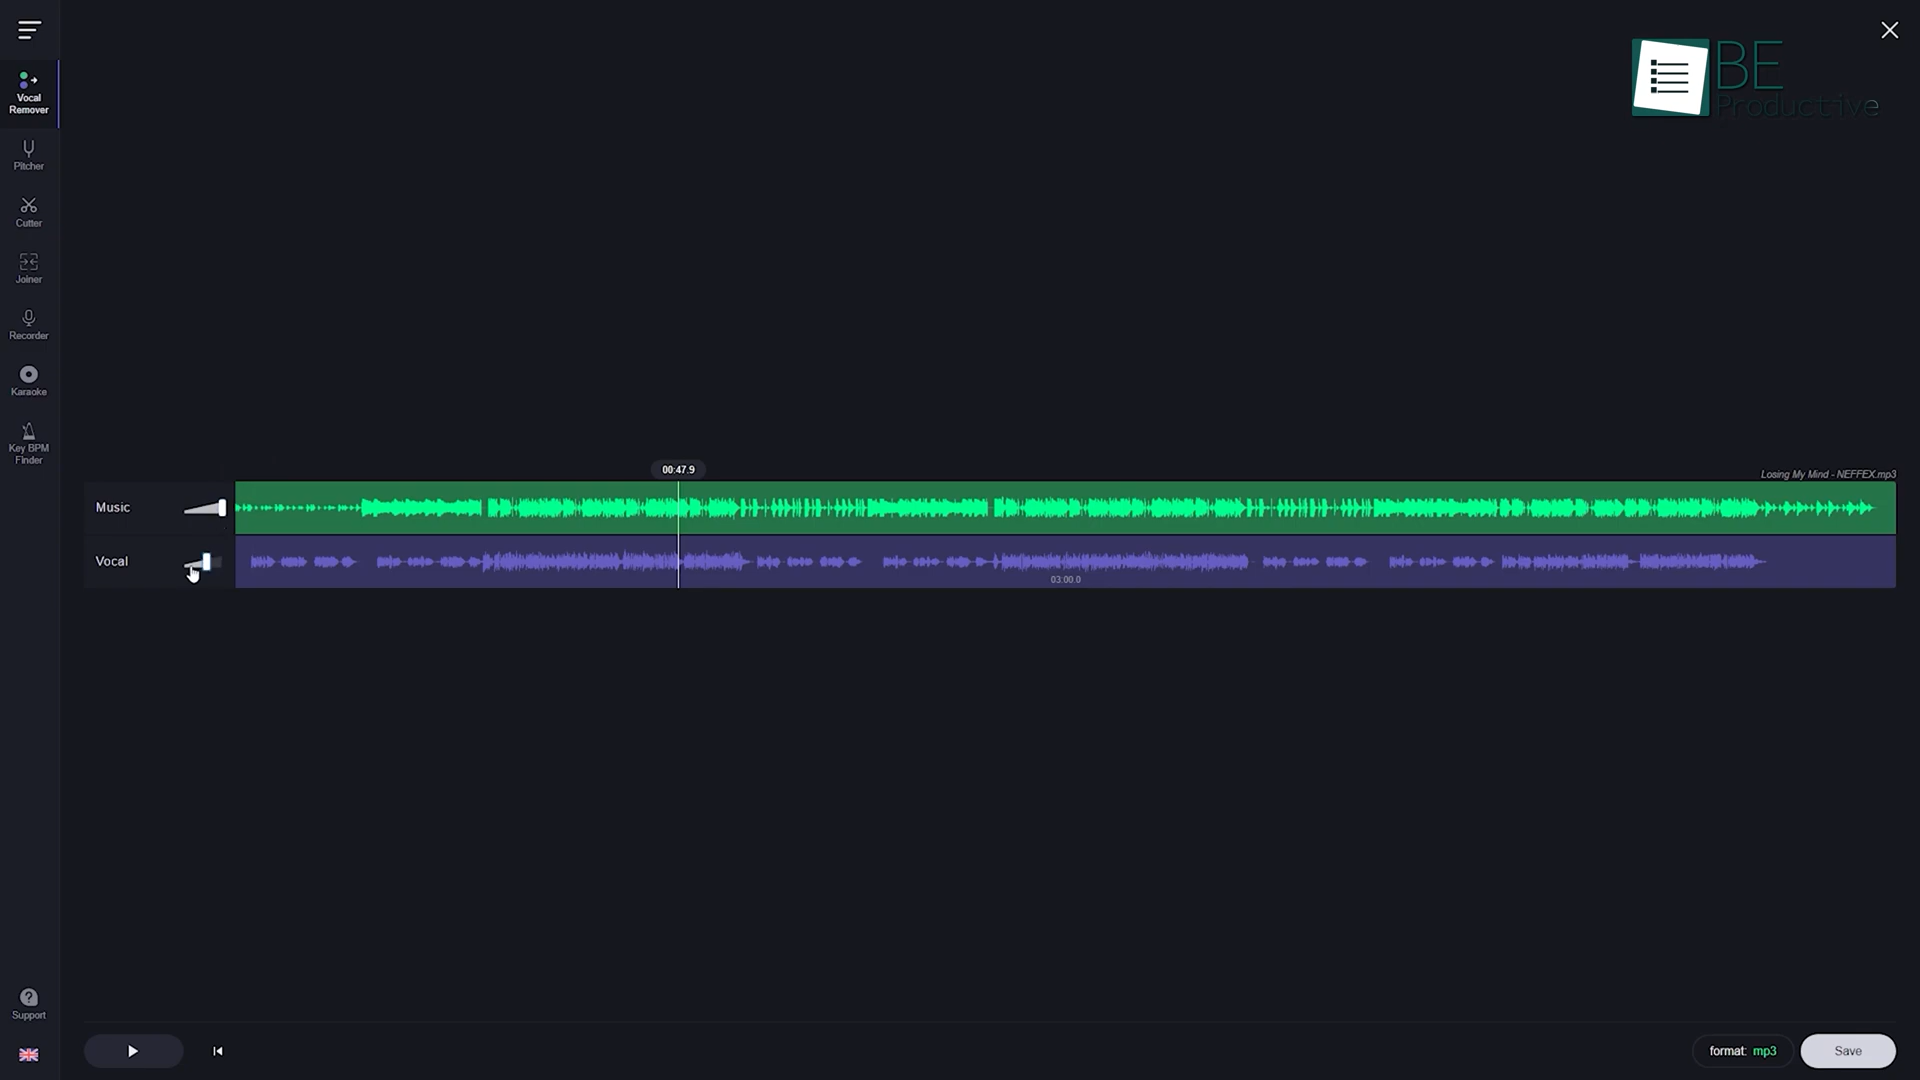 BE
Productive
Vocal
Remover
Pitcher
Cutter
Joiner
Recorder
Karaoke
Key BPM
Finder
00:47.9
Losing My Mind - NEFFEX.mp3
Music
Vocal
03:00.0
Support
format: mp3
Save